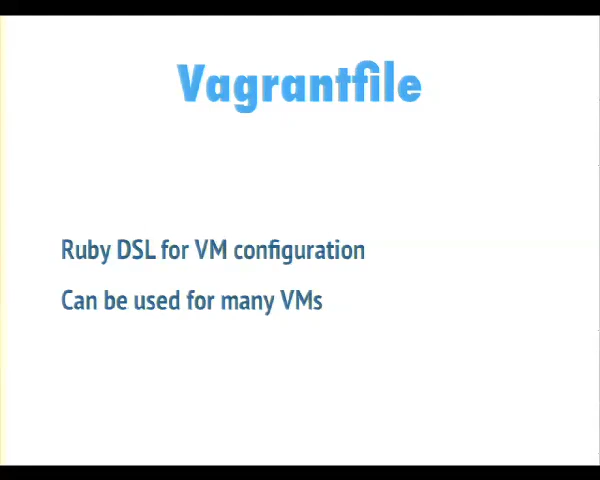 Vagrantfile
Ruby DSL for VM configuration
Can be used for many VMs